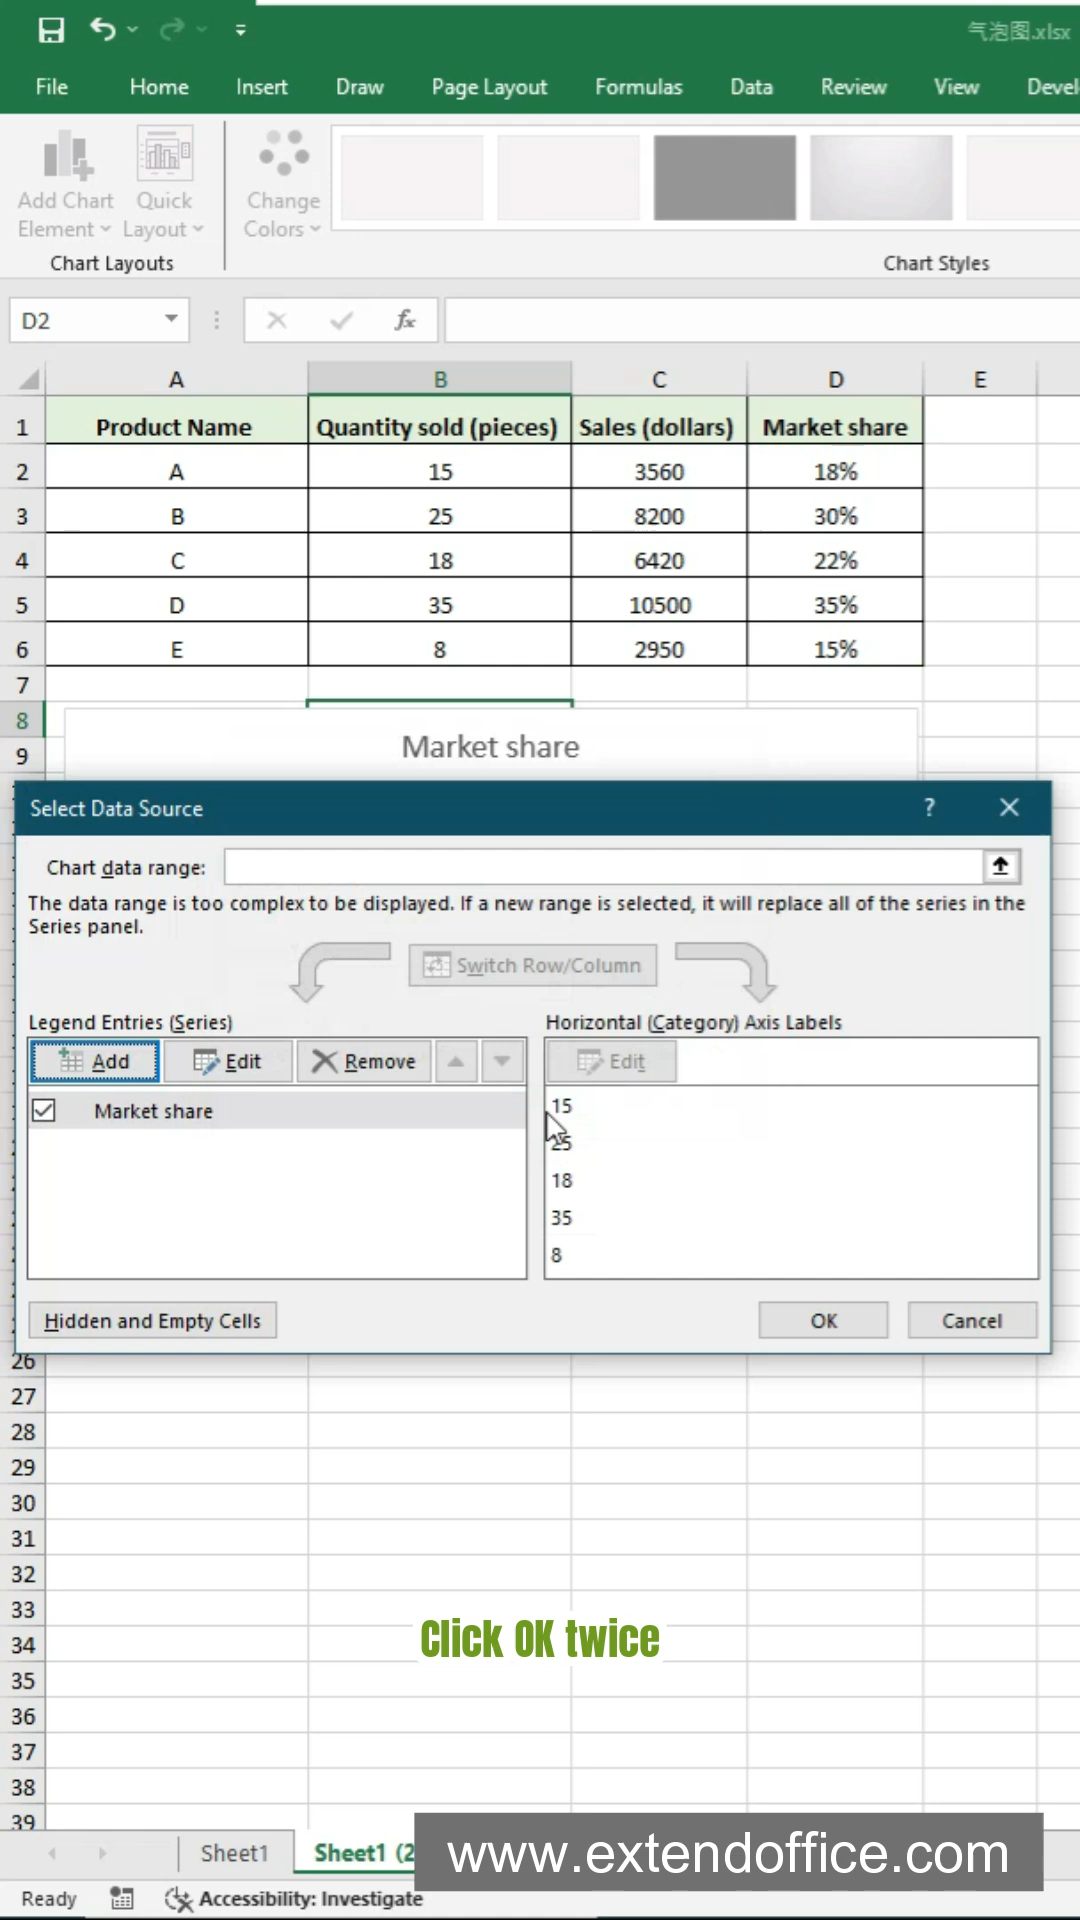 气泡图.xlsx
File Home Insert Draw Page Layout Formulas Data Review View Devel
Add Chart Element
Quick Layout
Change Colors
Chart Layouts
Chart Styles
D2
fx
A B C D E
1 Product Name Quantity sold (pieces) Sales (dollars) Market share
2 A 15 3560 18%
3 B 25 8200 30%
4 C 18 6420 22%
5 D 35 10500 35%
6 E 8 2950 15%
7
8
9 Market share
Select Data Source ?
Chart data range:
The data range is too complex to be displayed. If a new range is selected, it will replace all of the series in the
Series panel.
Switch Row/Column
Legend Entries (Series)
Add Edit Remove
Market share
Horizontal (Category) Axis Labels
Edit
15
25
18
35
8
Hidden and Empty Cells OK Cancel
26
27
28
29
30
31
32
33
34
Click OK twice
35
36
37
38
39
Sheet1 Sheet1 (2
www.extendoffice.com
Ready Accessibility: Investigate